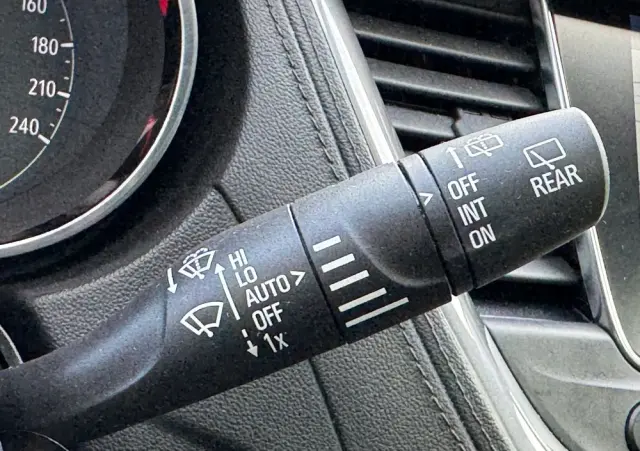 160
180
210
240
HI
LO
AUTO >
OFF
1x
>
OFF
INT
ON
REAR